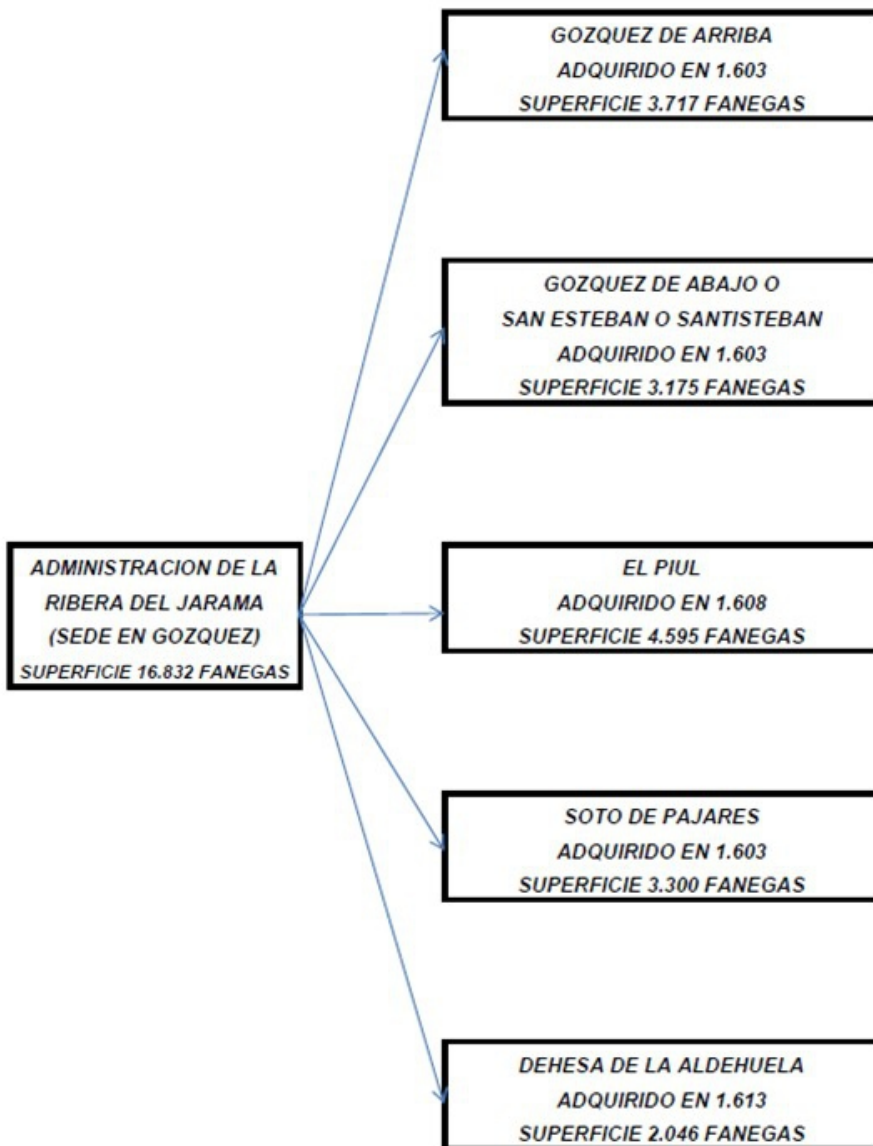 GOZQUEZ DE ARRIBA
ADQUIRIDO EN 1.603
SUPERFICIE 3.717 FANEGAS
GOZQUEZ DE ABAJO O
SAN ESTEBAN O SANTISTEBAN
ADQUIRIDO EN 1.603
SUPERFICIE 3.175 FANEGAS
ADMINISTRACION DE LA
RIBERA DEL JARAMA
(SEDE EN GOZQUEZ)
SUPERFICIE 16.832 FANEGAS
EL PIUL
ADQUIRIDO EN 1.608
SUPERFICIE 4.595 FANEGAS
SOTO DE PAJARES
ADQUIRIDO EN 1.603
SUPERFICIE 3.300 FANEGAS
DEHESA DE LA ALDEHUELA
ADQUIRIDO EN 1.613
SUPERFICIE 2.046 FANEGAS